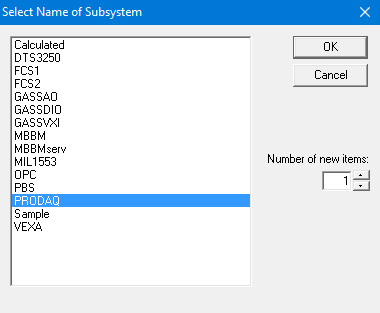 Select Name of Subsystem
Calculated
DTS3250
FCS1
FCS2
GASSAO
GASSDIO
GASSVXI
MBBM
MBBMserv
MIL1553
OPC
PBS
PRODAQ
Sample
VEXA
OK
Cancel
Number of new items:
1